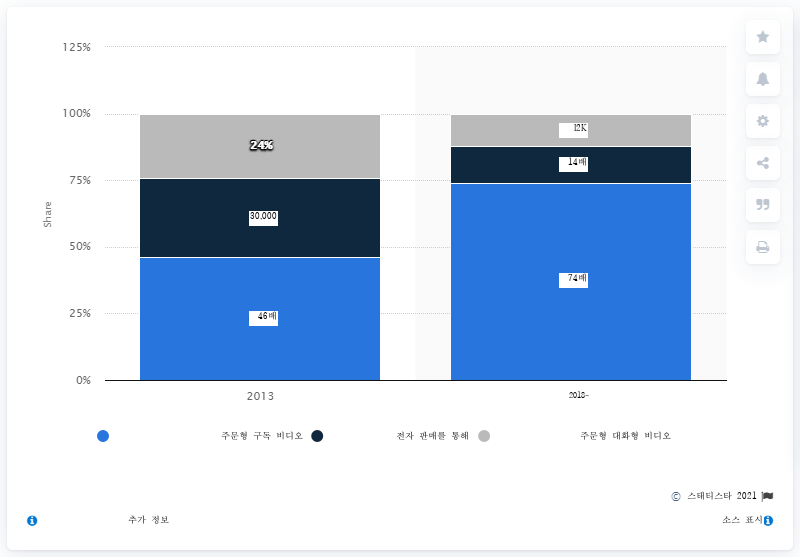 125%
100%
75%
50%
25%
0%
Share
24%
30,000
46배
12K
14배
74배
2013
2018-
주문형 구독 비디오
전자 판매를 통해
주문형 대화형 비디오
© 스태티스타 2021
추가 정보
소스 표시